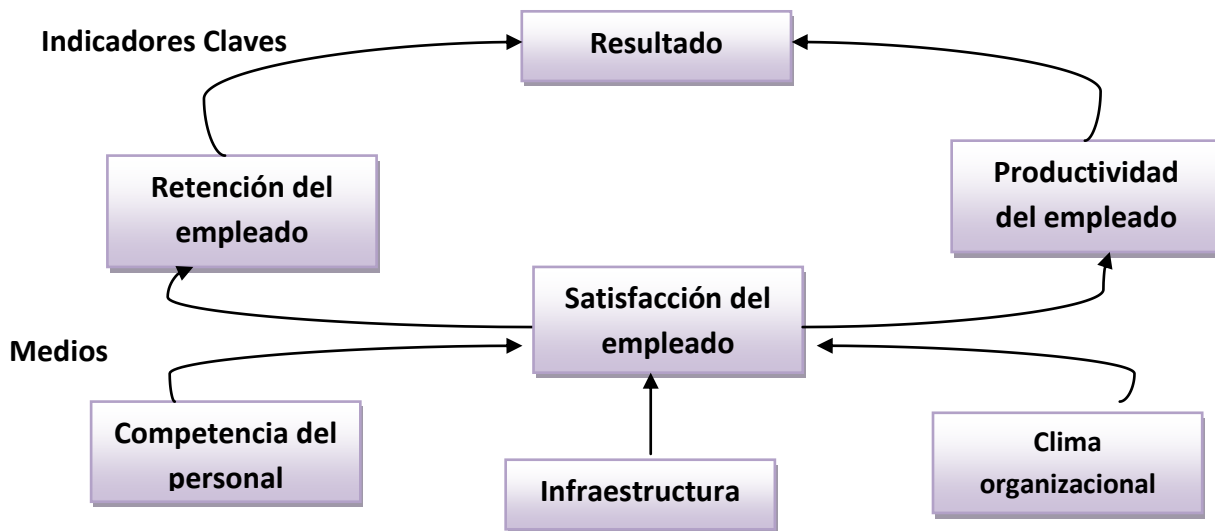 Indicadores Claves
Resultado
Retención del
empleado
Productividad
del empleado
Satisfacción del
empleado
Medios
Competencia del
personal
Infraestructura
Clima
organizacional